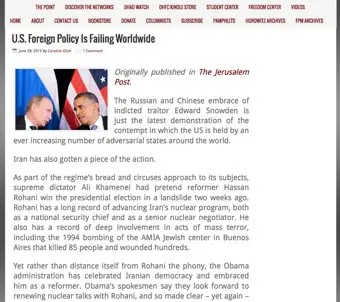 THE POINT DISCOVER THE NETWORKS JIHAD WATCH DHFC KINDLE STORE STUDENT CENTER FREEDOM CENTER VIDEOS
HOME ABOUT CONTACT US BOOKSTORE DONATE COLUMNISTS SUBSCRIBE PAMPHLETS HOROWITZ ARCHIVES FPM ARCHIVES
U.S. Foreign Policy Is Failing Worldwide
June 28, 2013 By Caroline Glick 1 Comment
Originally published in The Jerusalem
Post.
The Russian and Chinese embrace of
indicted traitor Edward Snowden is
just the latest demonstration of the
contempt in which the US is held by an
ever increasing number of adversarial states around the world.
Iran has also gotten a piece of the action.
As part of the regime's bread and circuses approach to its subjects,
supreme dictator Ali Khamenei had pretend reformer Hassan
Rohani win the presidential election in a landslide two weeks ago.
Rohani has a long record of advancing Iran's nuclear program, both
as a national security chief and as a senior nuclear negotiator. He
also has a record of deep involvement in acts of mass terror,
including the 1994 bombing of the AMIA Jewish center in Buenos
Aires that killed 85 people and wounded hundreds.
Yet rather than distance itself from Rohani the phony, the Obama
administration has celebrated Iranian democracy and embraced
him as a reformer. Obama's spokesmen say they look forward to
renewing nuclear talks with Rohani, and so made clear – yet again –